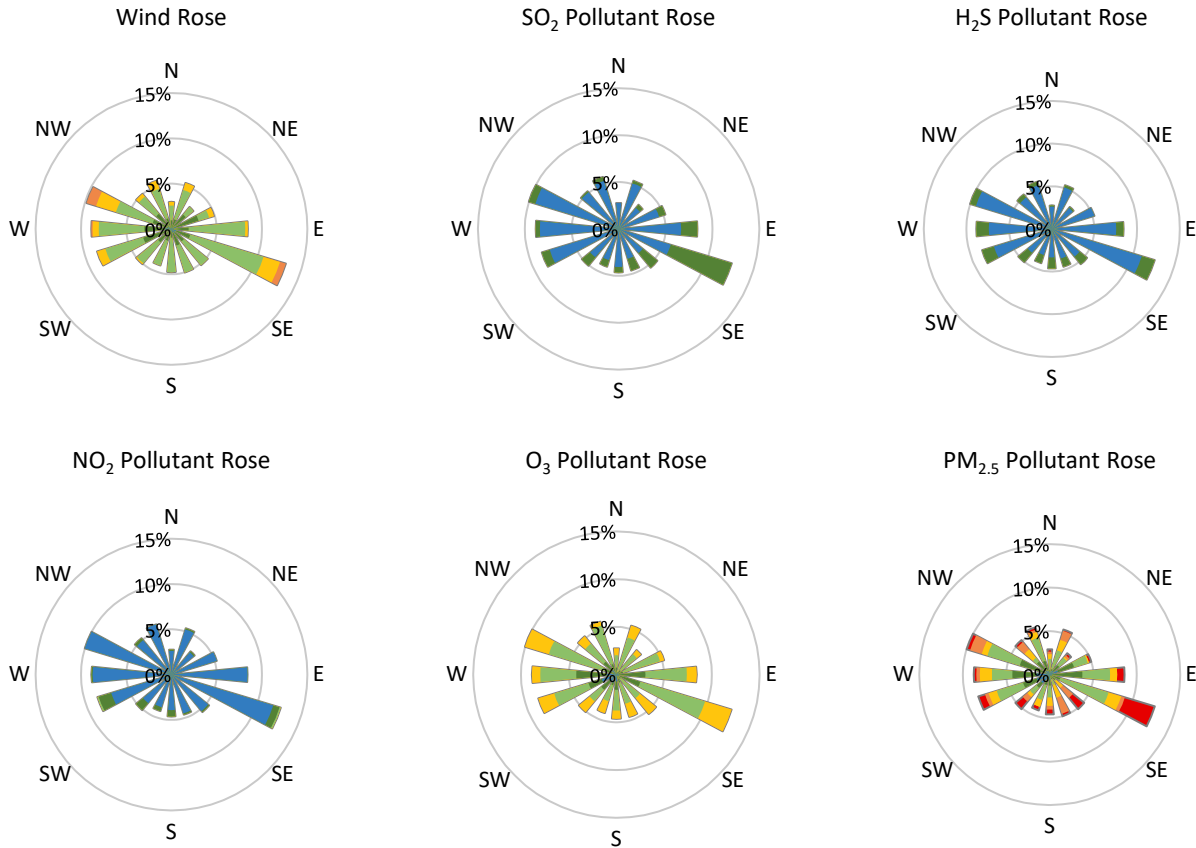 Wind Rose
N
NE
E
SE
S
SW
W
NW
15%
10%
5%
0%
SO₂ Pollutant Rose
N
NE
E
SE
S
SW
W
NW
15%
10%
5%
0%
H₂S Pollutant Rose
N
NE
E
SE
S
SW
W
NW
15%
10%
5%
0%
NO₂ Pollutant Rose
N
NE
E
SE
S
SW
W
NW
15%
10%
5%
0%
O₃ Pollutant Rose
N
NE
E
SE
S
SW
W
NW
15%
10%
5%
0%
PM₂.₅ Pollutant Rose
N
NE
E
SE
S
SW
W
NW
15%
10%
5%
0%